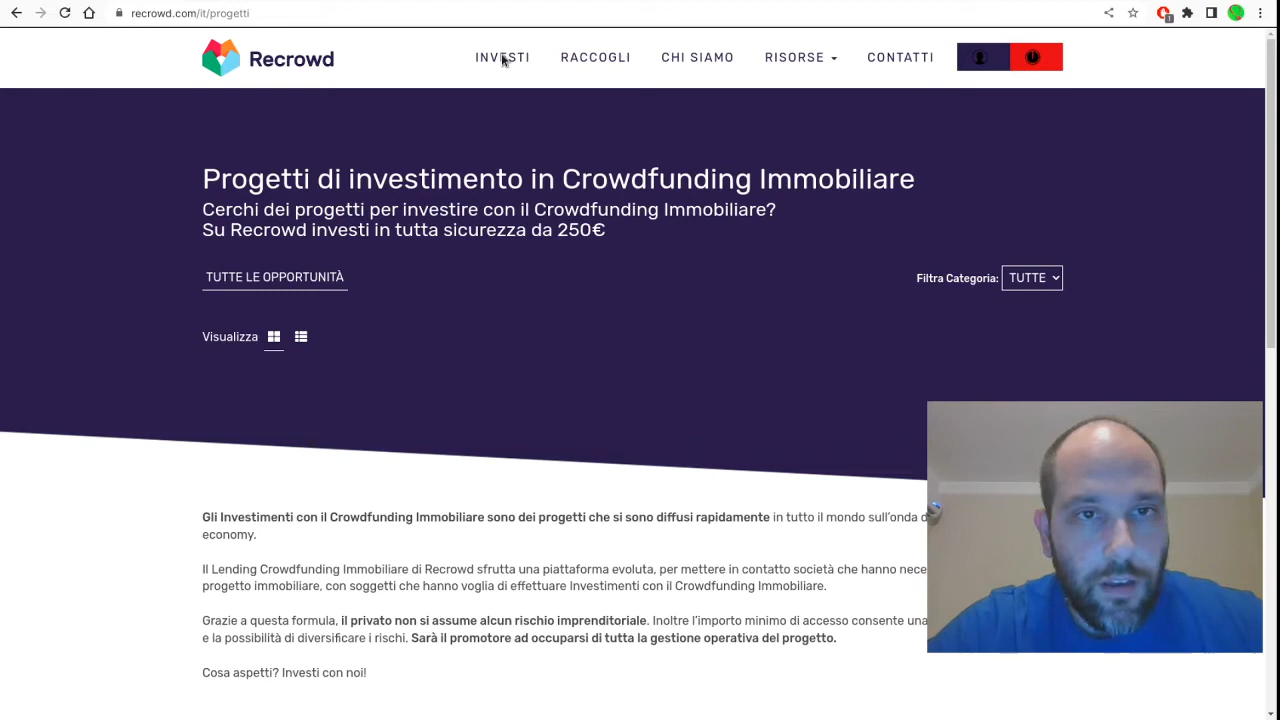 recrowd.com/it/progetti
1
Recrowd
INVESTI RACCOGLI CHI SIAMO RISORSE CONTATTI
Progetti di investimento in Crowdfunding Immobiliare
Cerchi dei progetti per investire con il Crowdfunding Immobiliare?
Su Recrowd investi in tutta sicurezza da 250€
TUTTE LE OPPORTUNITÀ
Filtra Categoria: TUTTE
Visualizza
Gli Investimenti con il Crowdfunding Immobiliare sono dei progetti che si sono diffusi rapidamente in tutto il mondo sull'onda
economy.
Il Lending Crowdfunding Immobiliare di Recrowd sfrutta una piattaforma evoluta, per mettere in contatto società che hanno
progetto immobiliare, con soggetti che hanno voglia di effettuare Investimenti con il Crowdfunding Immobiliare.
Grazie a questa formula, il privato non si assume alcun rischio imprenditoriale. Inoltre l'importo minimo di accesso consente una
e la possibilità di diversificare i rischi. Sarà il promotore ad occuparsi di tutta la gestione operativa del progetto.
Cosa aspetti? Investi con noi!